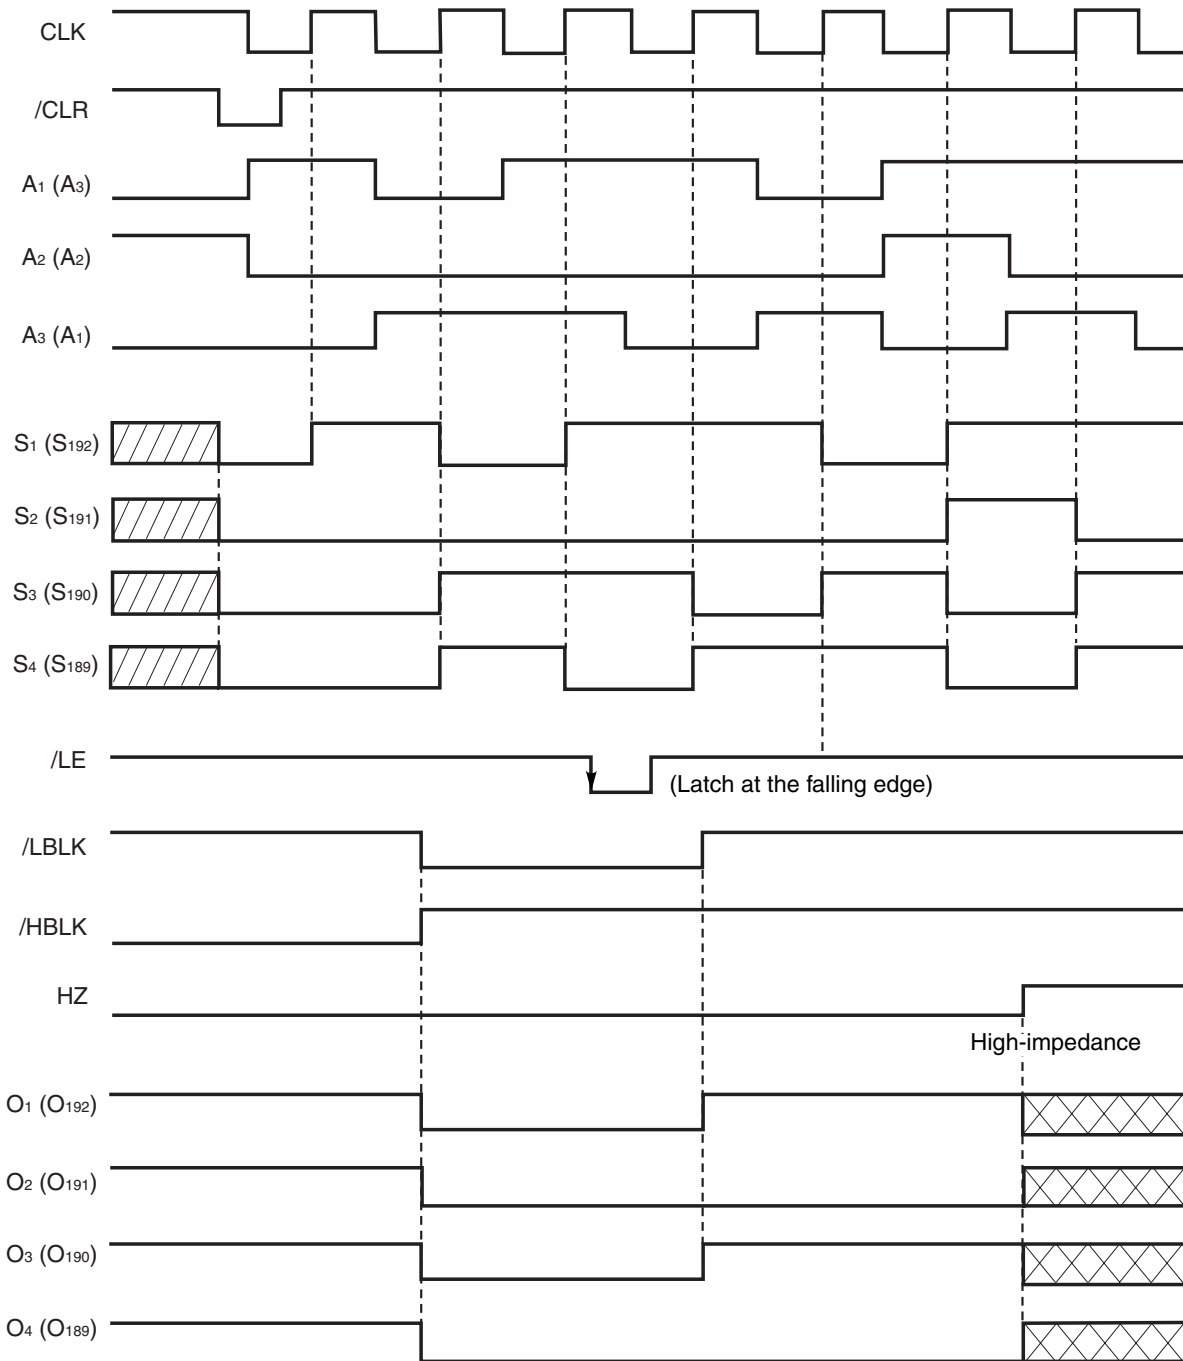 CLK
/CLR
A1 (A3)
A2 (A2)
A3 (A1)
S1 (S192)
S2 (S191)
S3 (S190)
S4 (S189)
/LE
(Latch at the falling edge)
/LBLK
/HBLK
HZ
High-impedance
O1 (O192)
O2 (O191)
O3 (O190)
O4 (O189)